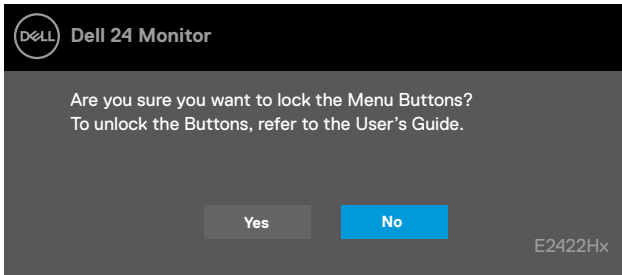 DELL Dell 24 Monitor
Are you sure you want to lock the Menu Buttons?
To unlock the Buttons, refer to the User’s Guide.
Yes No
E2422Hx